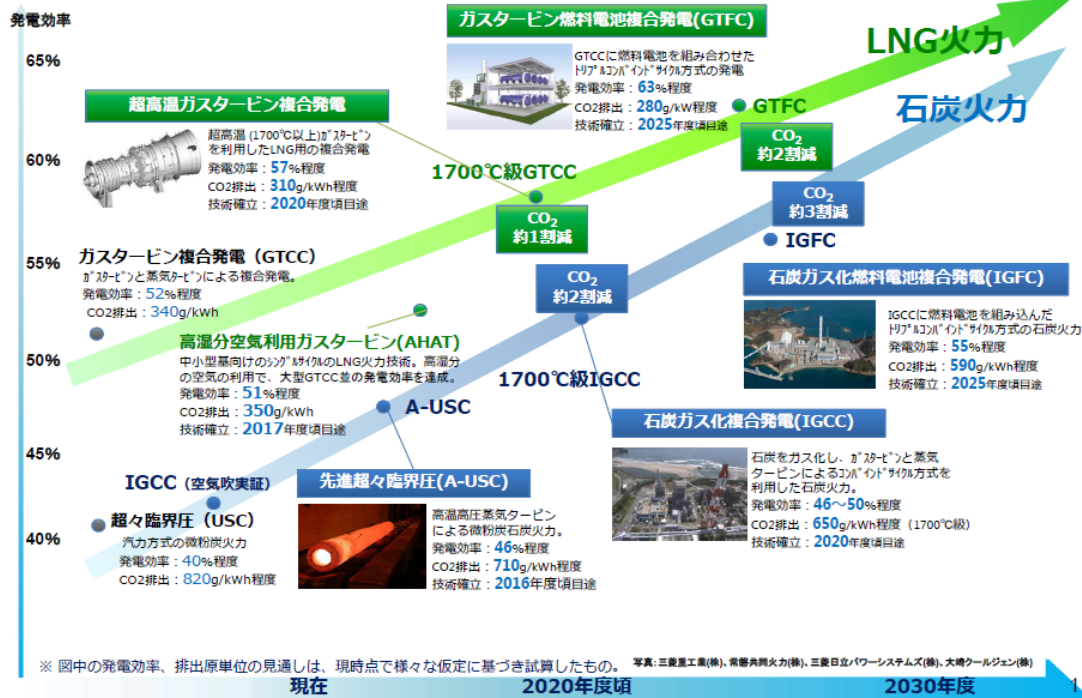 発電効率
65%
60%
55%
50%
45%
40%
LNG火力
石炭火力
ガスタービン燃料電池複合発電(GTFC)
GTCCに燃料電池を組み合わせた
ﾄﾘﾌﾟﾙｺﾝﾊﾞｲﾝﾄﾞｻｲｸﾙ方式の発電
発電効率：63%程度
CO2排出：280g/kW程度
技術確立：2025年度頃目途
GTFC
CO2
約2割減
超高温ガスタービン複合発電
超高温(1700℃以上)ｶﾞｽﾀｰﾋﾞﾝ
を利用したLNG用の複合発電
発電効率：57%程度
CO2排出：310g/kWh程度
技術確立：2020年度頃目途
1700℃級GTCC
CO2
約1割減
CO2
約3割減
IGFC
ガスタービン複合発電（GTCC）
ｶﾞｽﾀｰﾋﾞﾝと蒸気ﾀｰﾋﾞﾝによる複合発電。
発電効率：52%程度
CO2排出：340g/kWh
CO2
約2割減
石炭ガス化燃料電池複合発電(IGFC)
IGCCに燃料電池を組み込んだ
ﾄﾘﾌﾟﾙｺﾝﾊﾞｲﾝﾄﾞｻｲｸﾙ方式の石炭火力
発電効率：55%程度
CO2排出：590g/kWh程度
技術確立：2025年度頃目途
高湿分空気利用ガスタービン(AHAT)
中小型基向けのｼﾝｸﾞﾙｻｲｸﾙのLNG火力技術。高湿分
の空気の利用で、大型GTCC並の発電効率を達成。
発電効率：51%程度
CO2排出：350g/kWh
技術確立：2017年度頃目途
1700℃級IGCC
A-USC
石炭ガス化複合発電(IGCC)
石炭をガス化し、ｶﾞｽﾀｰﾋﾞﾝと蒸気
タービンによるｺﾝﾊﾞｲﾝﾄﾞｻｲｸﾙ方式を
利用した石炭火力。
発電効率：46～50%程度
CO2排出：650g/kWh程度（1700℃級）
技術確立：2020年度頃目途
IGCC（空気吹実証）
超々臨界圧（USC）
汽力方式の微粉炭火力
発電効率：40%程度
CO2排出：820g/kWh程度
先進超々臨界圧(A-USC)
高温高圧蒸気タービン
による微粉炭石炭火力。
発電効率：46%程度
CO2排出：710g/kWh程度
技術確立：2016年度頃目途
※ 図中の発電効率、排出原単位の見通しは、現時点で様々な仮定に基づき試算したもの。
写真：三菱重工業(株)、常磐共同火力(株)、三菱日立パワーシステムズ(株)、大崎クールジェン(株)
現在
2020年度頃
2030年度
1